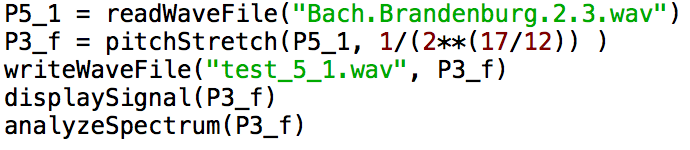 P5_1 = readWaveFile("Bach.Brandenburg.2.3.wav")
P3_f = pitchStretch(P5_1, 1/(2**(17/12)) )
writeWaveFile("test_5_1.wav", P3_f)
displaySignal(P3_f)
analyzeSpectrum(P3_f)